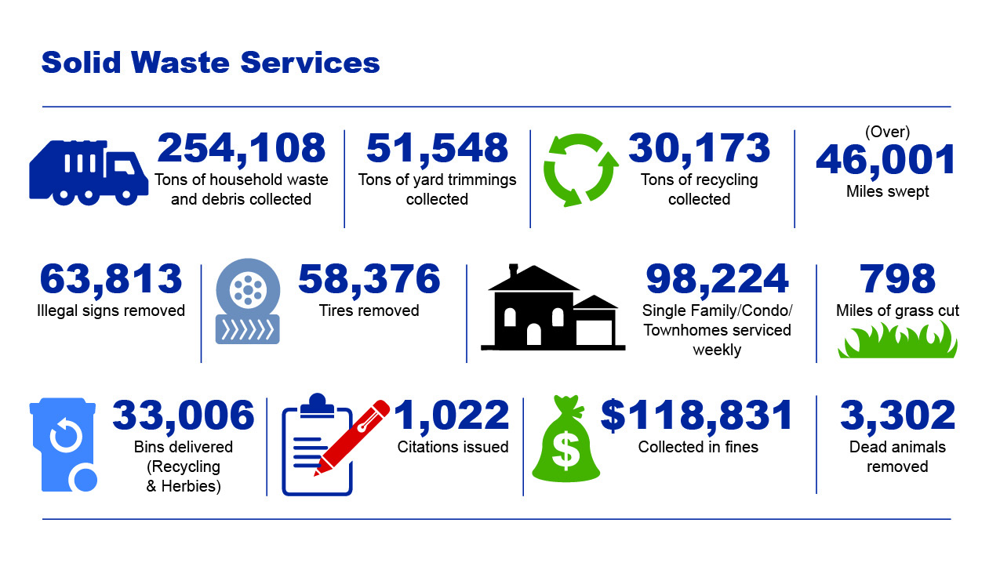 Solid Waste Services
254,108
Tons of household waste
and debris collected
51,548
Tons of yard trimmings
collected
30,173
Tons of recycling
collected
(Over)
46,001
Miles swept
63,813
Illegal signs removed
58,376
Tires removed
98,224
Single Family/Condo/
Townhomes serviced
weekly
798
Miles of grass cut
33,006
Bins delivered
(Recycling
& Herbies)
1,022
Citations issued
$
$118,831
Collected in fines
3,302
Dead animals
removed